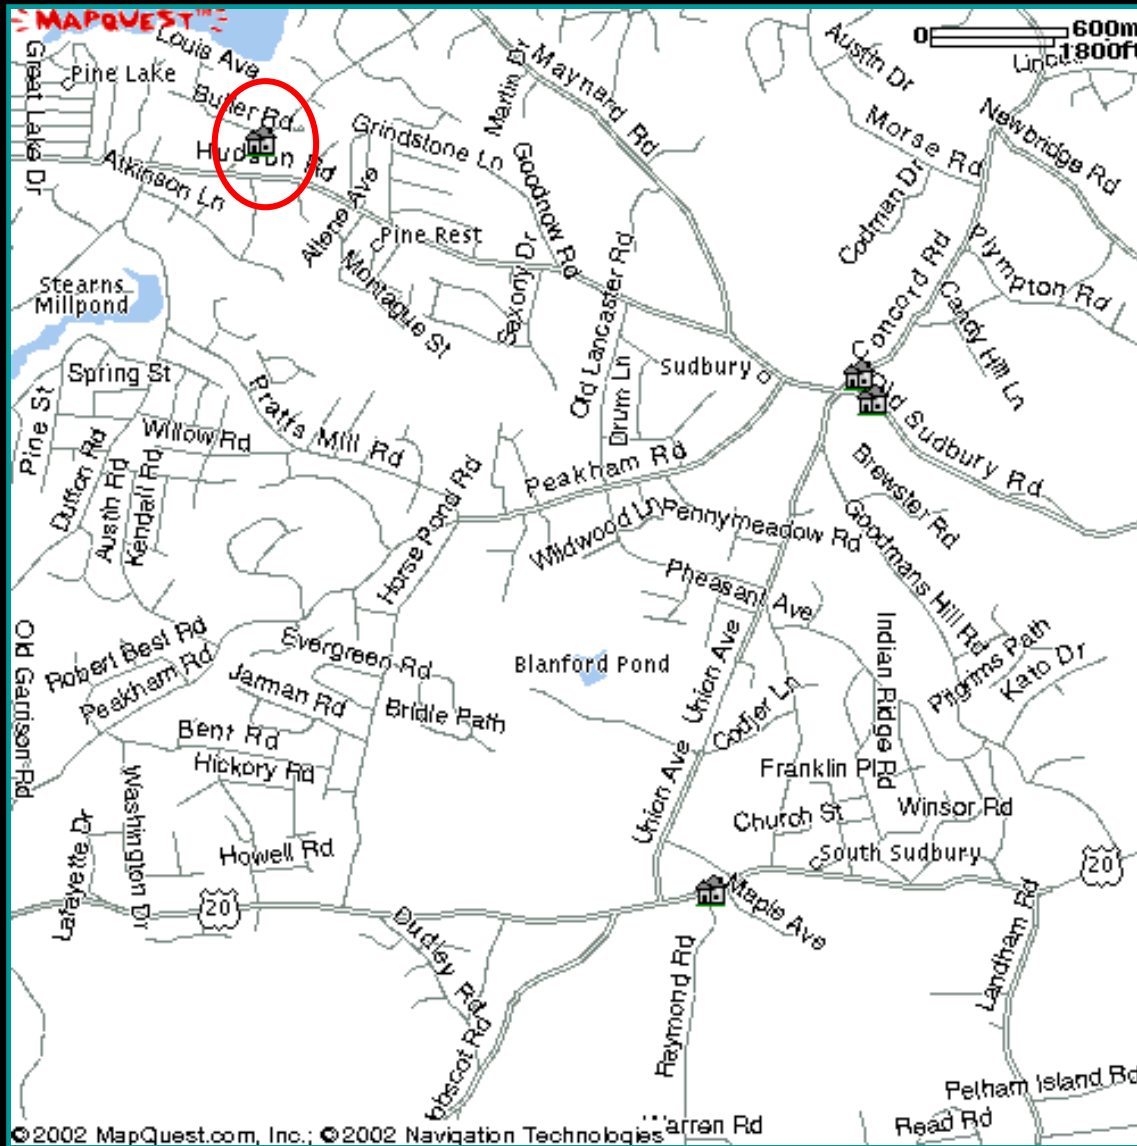 MAPQUEST™
0 600m
1800ft
Louis Ava
Pine Lake
Great Lake Dr
Butler Rd
Hudson Rd
Atkinson Ln
Grindstone Ln
Martin Dr
Maynard Rd
Austin Dr
Morse Rd
Newbridge Rd
Codman Dr
Goodnow Rd
Allene Ave
Pine Rest
Montague St
Saxony Dr
Old Lancaster Rd
Concord Rd
Plympton Rd
Candy Hill Ln
Stearns
Millpond
Spring St
Pine St
Pratts Mill Rd
Willow Rd
Dutton Rd
Austin Rd
Kendall Rd
Drum Ln
Sudbury
Old Sudbury Rd
Peakham Rd
Horse Pond Rd
Wildwood Ln
Pennymeadow Rd
Brewster Rd
Goodmans Hill Rd
Pheasant Ave
Old Garrison Rd
Robert Best Rd
Peakham Rd
Evergreen Rd
Jarman Rd
Bridle Path
Blanford Pond
Union Ave
Codjer Ln
Indian Ridge Rd
Pilgrims Path
Kato Dr
Bent Rd
Hickory Rd
Washington Dr
Lafayette Dr
Howell Rd
Union Ave
Franklin Pl
Church St
Winsor Rd
South Sudbury
20
20
Maple Ave
Dudley Rd
Raymond Rd
Landham Rd
Pelham Island Rd
Read Rd
©2002 MapQuest.com, Inc.; ©2002 Navigation Technologies